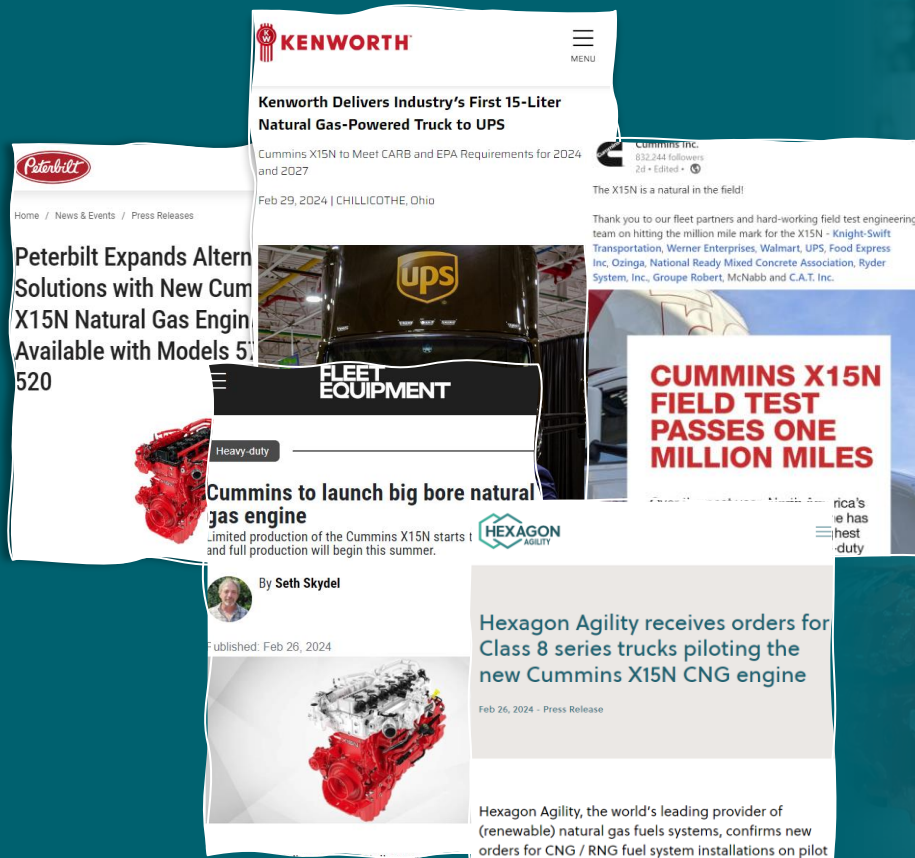 KENWORTH
MENU
Kenworth Delivers Industry's First 15-Liter
Natural Gas-Powered Truck to UPS
Cummins X15N to Meet CARB and EPA Requirements for 2024
and 2027
Feb 29, 2024 | CHILLICOTHE, Ohio
ups
Peterbilt
Home / News & Events / Press Releases
Peterbilt Expands Altern
Solutions with New Cum
X15N Natural Gas Engin
Available with Models 57
520
Cummins Inc.
832,244 followers
2d • Edited •
The X15N is a natural in the field!
Thank you to our fleet partners and hard-working field test engineering
team on hitting the million mile mark for the X15N - Knight-Swift
Transportation, Werner Enterprises, Walmart, UPS, Food Express
Inc, Ozinga, National Ready Mixed Concrete Association, Ryder
System, Inc., Groupe Robert, McNabb and C.A.T. Inc.
CUMMINS X15N
FIELD TEST
PASSES ONE
MILLION MILES
rica's
e has
hest
-duty
FLEET
EQUIPMENT
Heavy-duty
Cummins to launch big bore natural
gas engine
Limited production of the Cummins X15N starts t
and full production will begin this summer.
By Seth Skydel
ublished: Feb 26, 2024
HEXAGON
AGILITY
Hexagon Agility receives orders for
Class 8 series trucks piloting the
new Cummins X15N CNG engine
Feb 26, 2024 - Press Release
Hexagon Agility, the world's leading provider of
(renewable) natural gas fuels systems, confirms new
orders for CNG / RNG fuel system installations on pilot